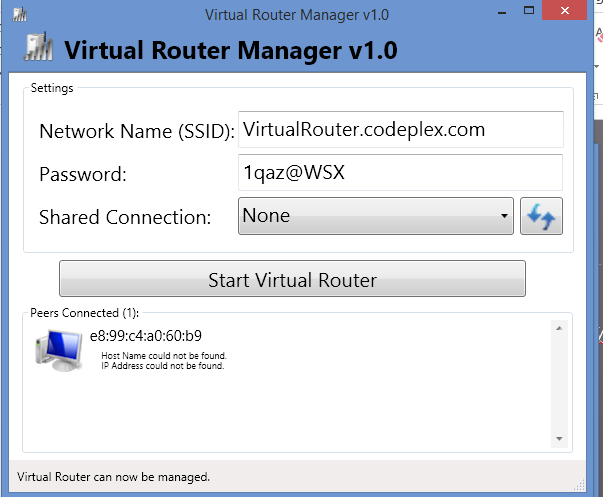 Virtual Router Manager v1.0
Virtual Router Manager v1.0
Settings
Network Name (SSID): VirtualRouter.codeplex.com
Password: 1qaz@WSX
Shared Connection: None
Start Virtual Router
Peers Connected (1):
e8:99:c4:a0:60:b9
Host Name could not be found.
IP Address could not be found.
Virtual Router can now be managed.